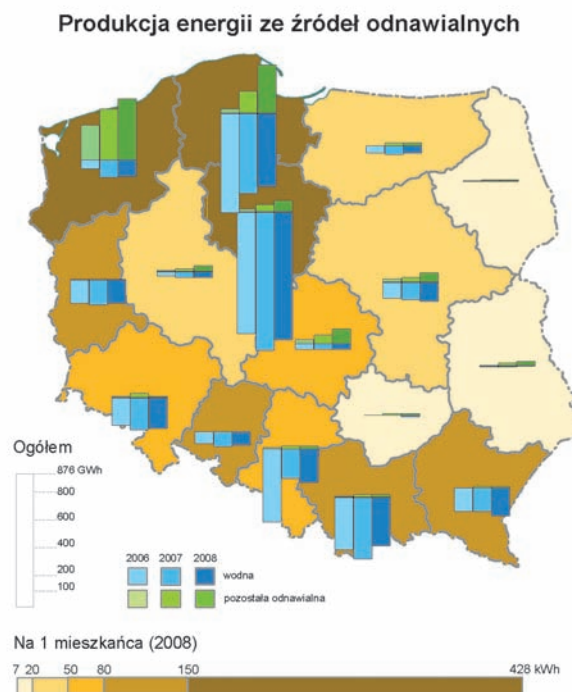 Produkcja energii ze źródeł odnawialnych
Ogółem
876 GWh
800
600
400
200
100
2006 2007 2008
wodna
pozostała odnawialna
Na 1 mieszkańca (2008)
7 20 50 80 150 428 kWh